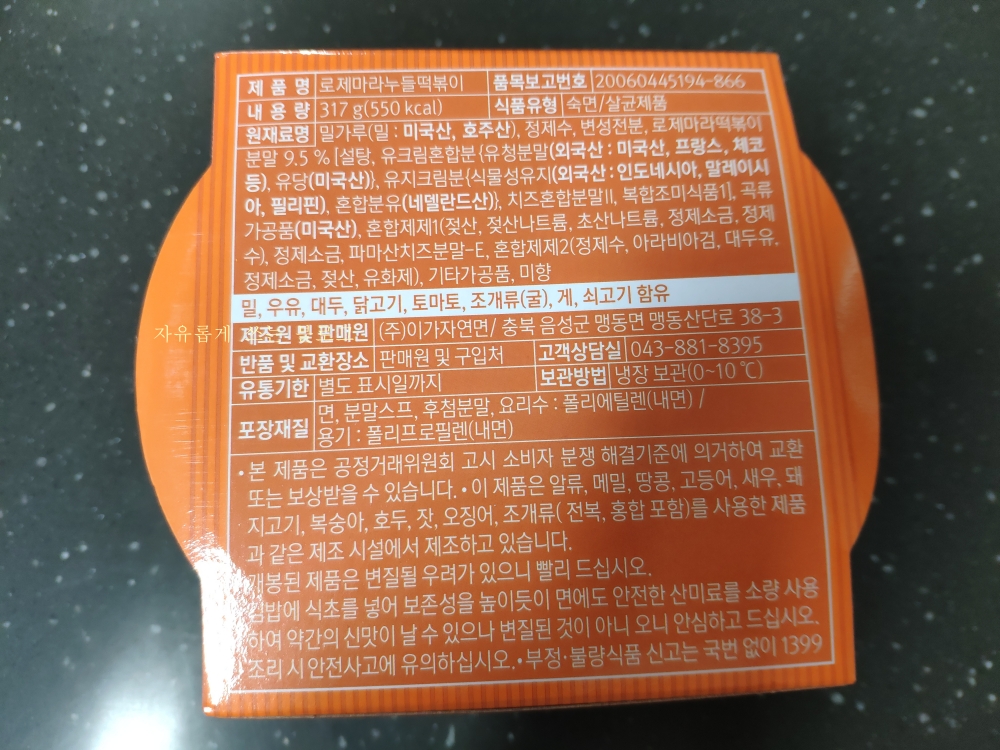 제 품 명 로제마라누들떡볶이 품목보고번호 20060445194-866
내 용 량 317 g(550 kcal) 식품유형 숙면/살균제품
원재료명 밀가루(밀 : 미국산, 호주산), 정제수, 변성전분, 로제마라떡볶이
분말 9.5 % [설탕, 유크림혼합분{유청분말(외국산 : 미국산, 프랑스, 체코
등), 유당(미국산)}, 유지크림분{식물성유지(외국산 : 인도네시아, 말레이시
아, 필리핀), 혼합분유(네델란드산)}, 치즈혼합분말II, 복합조미식품1], 곡류
가공품(미국산), 혼합제제1(젖산, 젖산나트륨, 초산나트륨, 정제소금, 정제
수), 정제소금, 파마산치즈분말-E, 혼합제제2(정제수, 아라비아검, 대두유,
정제소금, 젖산, 유화제), 기타가공품, 미향
밀, 우유, 대두, 닭고기, 토마토, 조개류(굴), 게, 쇠고기 함유
자유롭게
제조원 및 판매원 (주)이가자연면/ 충북 음성군 맹동면 맹동산단로 38-3
반품 및 교환장소 판매원 및 구입처 고객상담실 043-881-8395
유통기한 별도 표시일까지 보관방법 냉장 보관(0~10 ℃)
포장재질 면, 분말스프, 후첨분말, 요리수 : 폴리에틸렌(내면) /
용기 : 폴리프로필렌(내면)
• 본 제품은 공정거래위원회 고시 소비자 분쟁 해결기준에 의거하여 교환
또는 보상받을 수 있습니다. • 이 제품은 알류, 메밀, 땅콩, 고등어, 새우, 돼
지고기, 복숭아, 호두, 잣, 오징어, 조개류( 전복, 홍합 포함)를 사용한 제품
과 같은 제조 시설에서 제조하고 있습니다.
개봉된 제품은 변질될 우려가 있으니 빨리 드십시오.
김밥에 식초를 넣어 보존성을 높이듯이 면에도 안전한 산미료를 소량 사용
하여 약간의 신맛이 날 수 있으나 변질된 것이 아니 오니 안심하고 드십시오.
조리 시 안전사고에 유의하십시오. • 부정·불량식품 신고는 국번 없이 1399